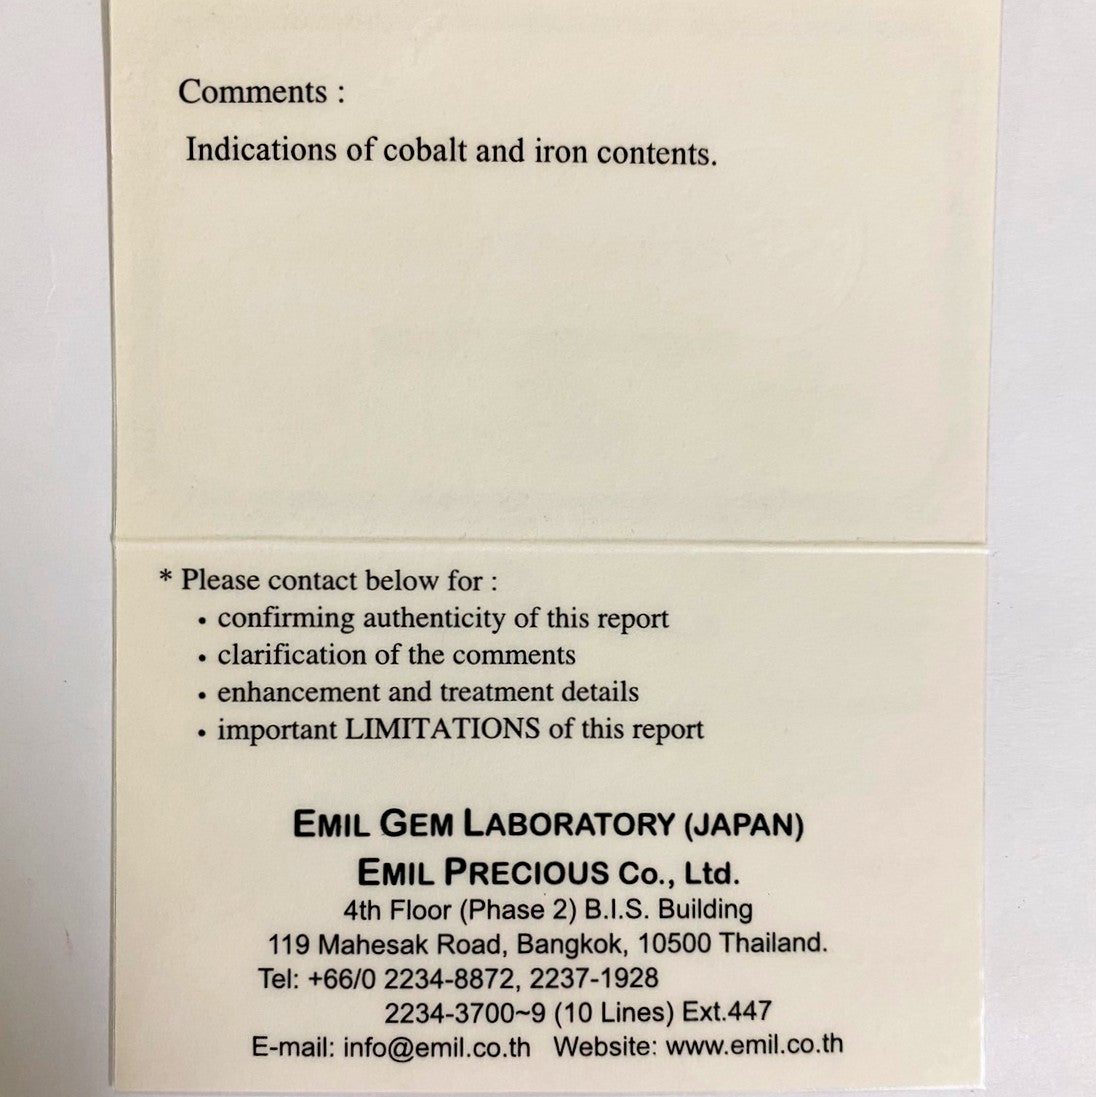 Comments :
Indications of cobalt and iron contents.
* Please contact below for :
• confirming authenticity of this report
• clarification of the comments
• enhancement and treatment details
• important LIMITATIONS of this report
EMIL GEM LABORATORY (JAPAN)
EMIL PRECIOUS Co., Ltd.
4th Floor (Phase 2) B.I.S. Building
119 Mahesak Road, Bangkok, 10500 Thailand.
Tel: +66/0 2234-8872, 2237-1928
2234-3700~9 (10 Lines) Ext.447
E-mail: info@emil.co.th Website: www.emil.co.th